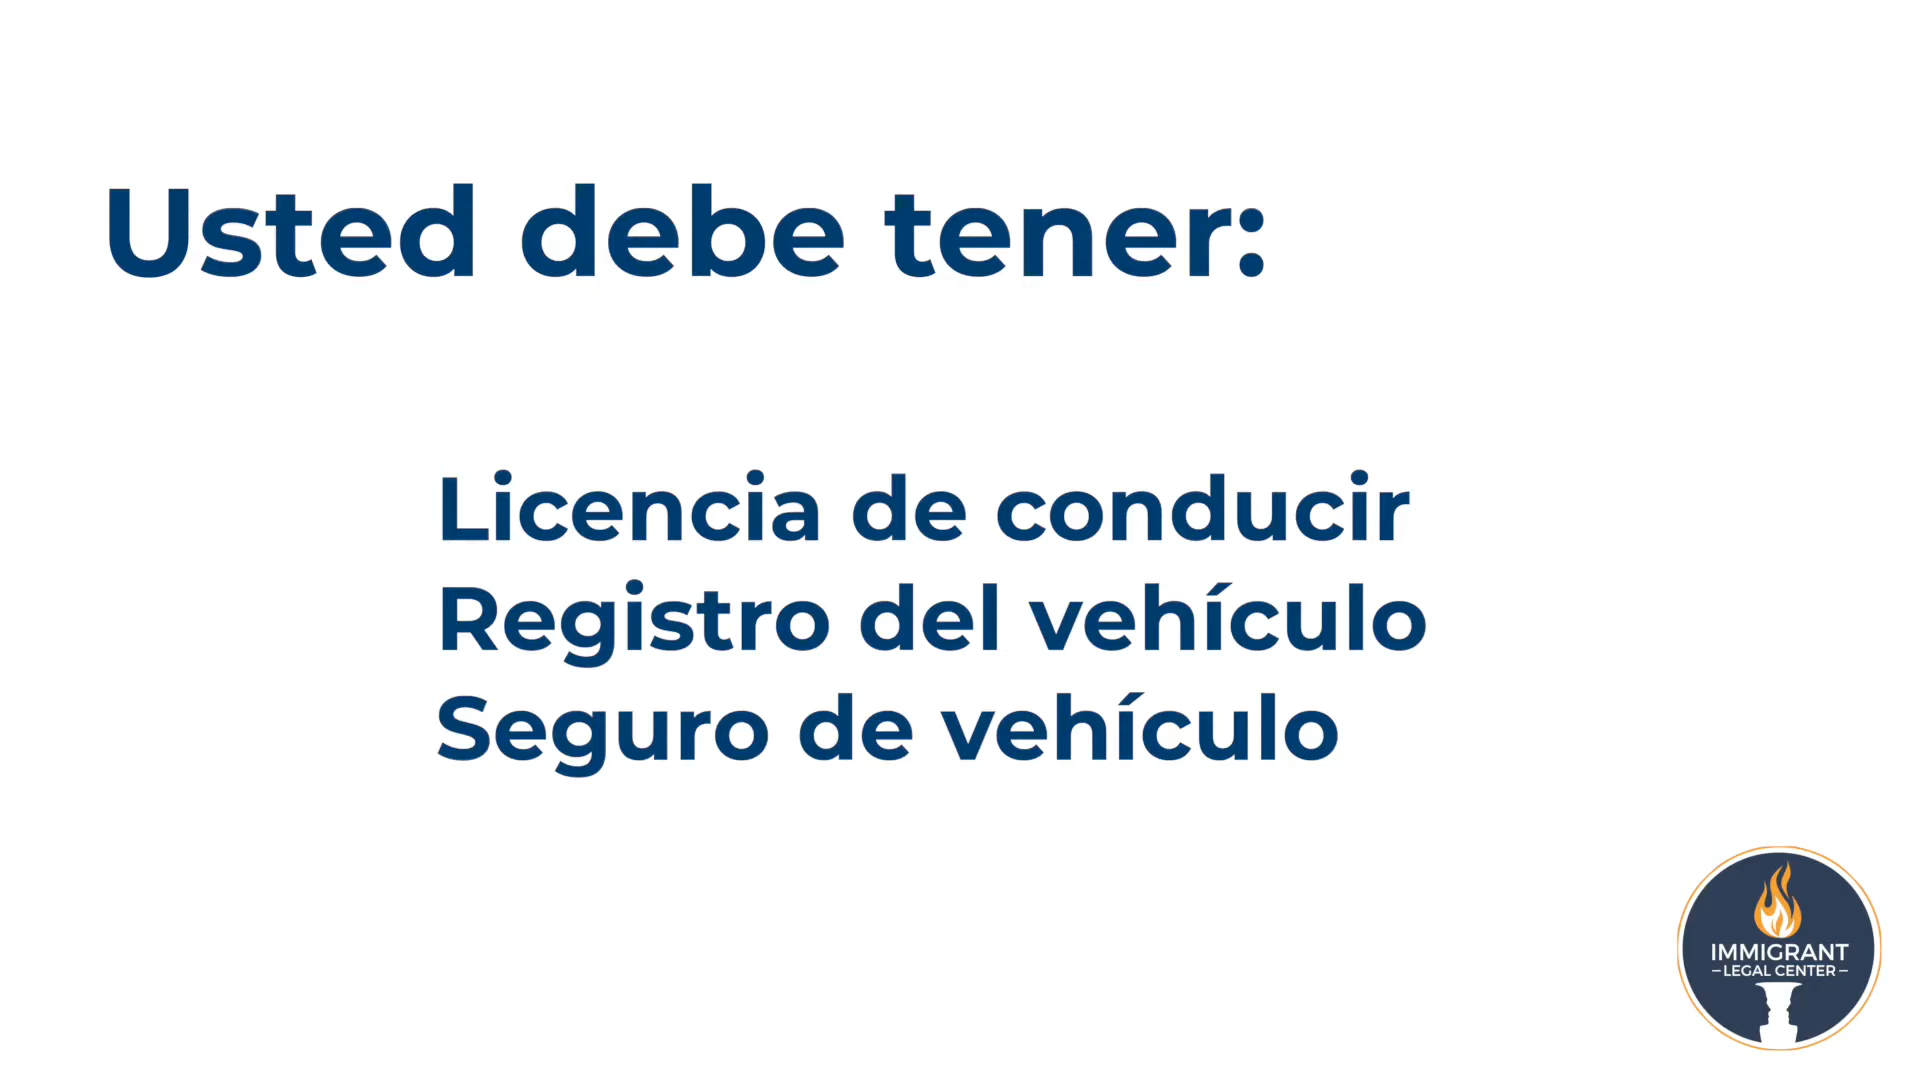 Usted debe tener:
Licencia de conducir
Registro del vehículo
Seguro de vehículo
IMMIGRANT
LEGAL CENTER